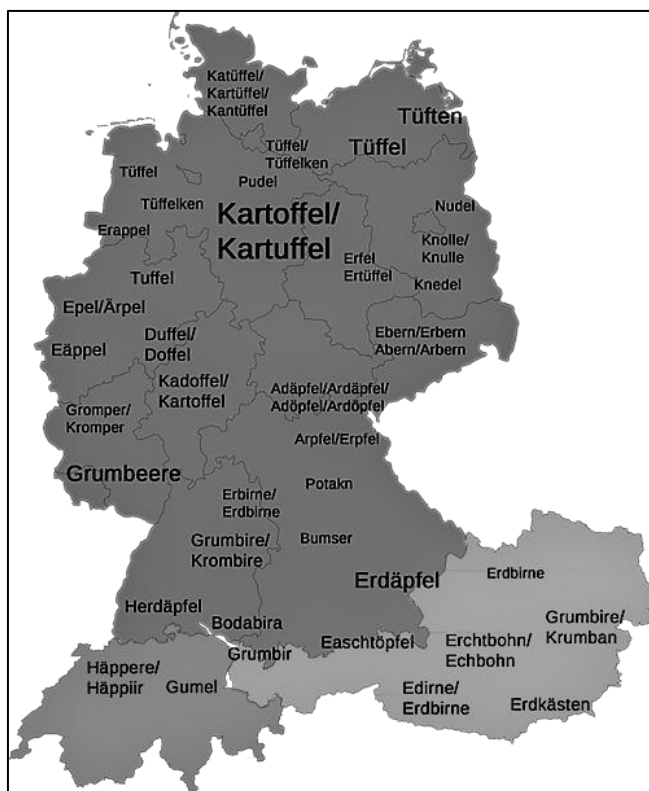 Katüffel/
Kartüffel/
Kantüffel
Tüften
Tüffel
Tüffel/
Tüffelken
Tüffel
Pudel
Tüffelken
Nudel
Kartoffel/
Kartuffel
Erappel
Knolle/
Knulle
Erfel
Ertüffel
Tuffel
Knedel
Epel/Ärpel
Duffel/
Doffel
Ebern/Erbern
Abern/Arbern
Eäppel
Kadoffel/
Kartoffel
Adäpfel/Ardäpfel/
Adöpfel/Ardöpfel
Gromper/
Kromper
Arpfel/Erpfel
Grumbeere
Potakn
Erbirne/
Erdbirne
Grumbire/
Krombire
Bumser
Erdäpfel
Erdbirne
Herdäpfel
Bodabira
Grumbire/
Krumban
Easchtöpfel
Erchtbohn/
Echbohn
Grumbir
Häppere/
Häppiir
Gumel
Edirne/
Erdbirne
Erdkästen